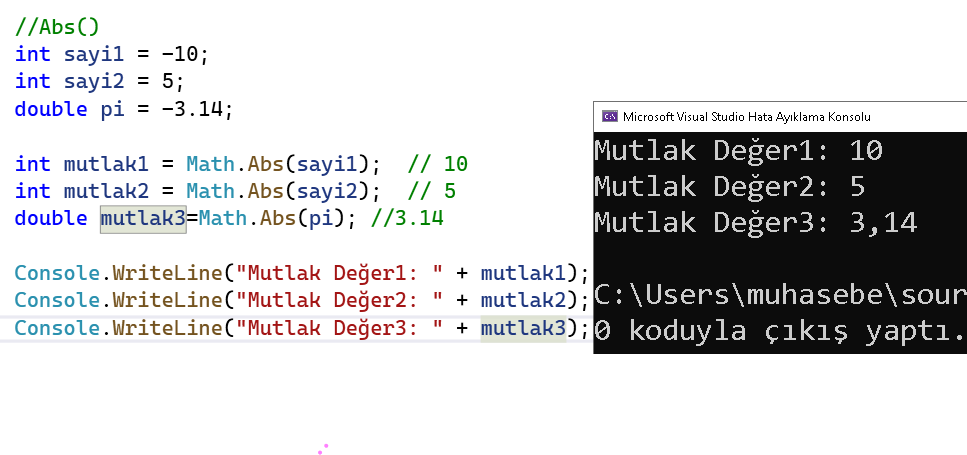 //Abs()
int sayi1 = -10;
int sayi2 = 5;
double pi = -3.14;
int mutlak1 = Math.Abs(sayi1);  // 10
int mutlak2 = Math.Abs(sayi2);  // 5
double mutlak3=Math.Abs(pi); //3.14
Console.WriteLine("Mutlak Değer1: " + mutlak1);
Console.WriteLine("Mutlak Değer2: " + mutlak2);
Console.WriteLine("Mutlak Değer3: " + mutlak3);
Microsoft Visual Studio Hata Ayıklama Konsolu
Mutlak Değer1: 10
Mutlak Değer2: 5
Mutlak Değer3: 3,14
C:\Users\muhasebe\sour
0 koduyla çıkış yaptı.